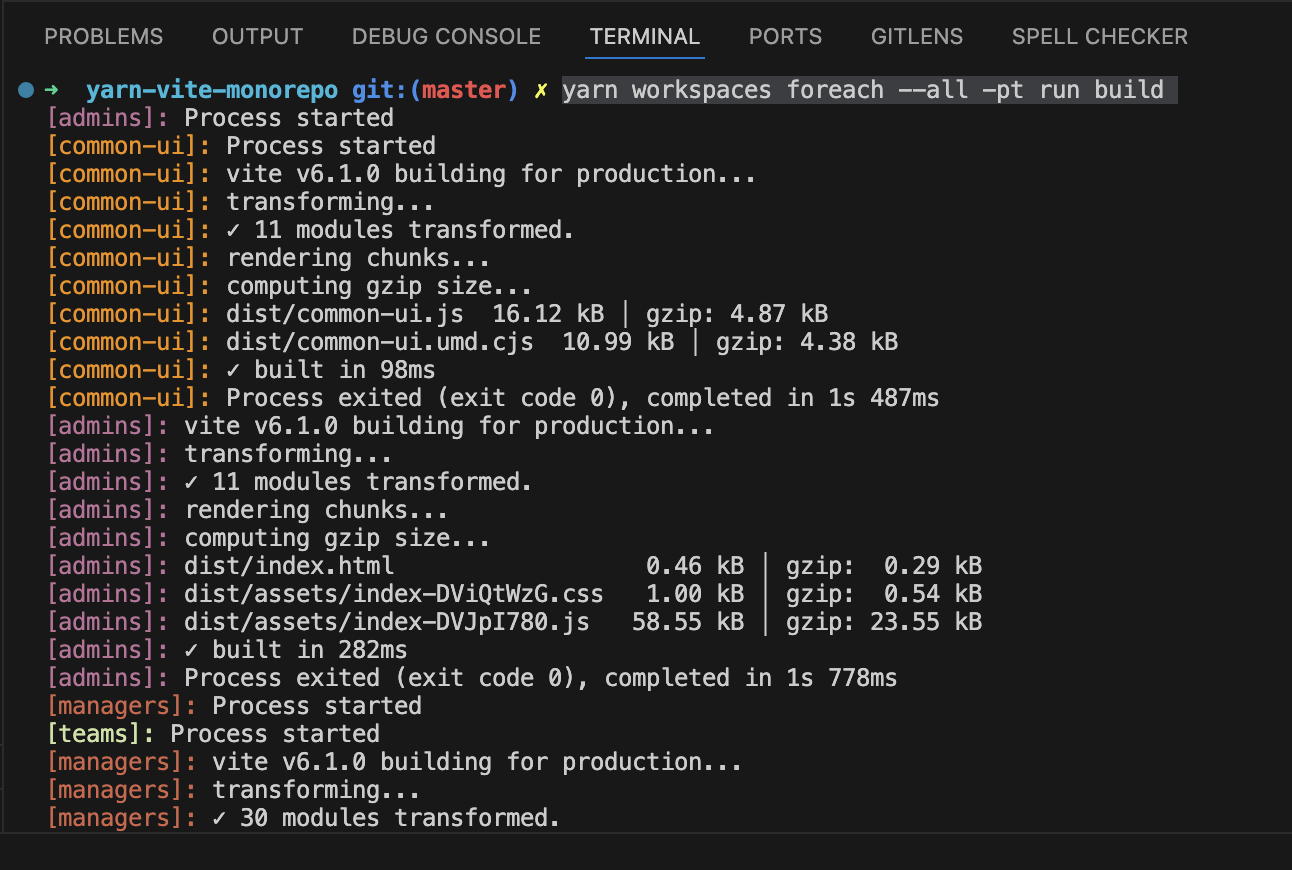 PROBLEMS OUTPUT DEBUG CONSOLE TERMINAL PORTS GITLENS SPELL CHECKER
➜ yarn-vite-monorepo git:(master) ✗ yarn workspaces foreach --all -pt run build
[admins]: Process started
[common-ui]: Process started
[common-ui]: vite v6.1.0 building for production...
[common-ui]: transforming...
[common-ui]: ✓ 11 modules transformed.
[common-ui]: rendering chunks...
[common-ui]: computing gzip size...
[common-ui]: dist/common-ui.js  16.12 kB │ gzip: 4.87 kB
[common-ui]: dist/common-ui.umd.cjs  10.99 kB │ gzip: 4.38 kB
[common-ui]: ✓ built in 98ms
[common-ui]: Process exited (exit code 0), completed in 1s 487ms
[admins]: vite v6.1.0 building for production...
[admins]: transforming...
[admins]: ✓ 11 modules transformed.
[admins]: rendering chunks...
[admins]: computing gzip size...
[admins]: dist/index.html                  0.46 kB │ gzip:  0.29 kB
[admins]: dist/assets/index-DViQtWzG.css   1.00 kB │ gzip:  0.54 kB
[admins]: dist/assets/index-DVJpI780.js   58.55 kB │ gzip: 23.55 kB
[admins]: ✓ built in 282ms
[admins]: Process exited (exit code 0), completed in 1s 778ms
[managers]: Process started
[teams]: Process started
[managers]: vite v6.1.0 building for production...
[managers]: transforming...
[managers]: ✓ 30 modules transformed.